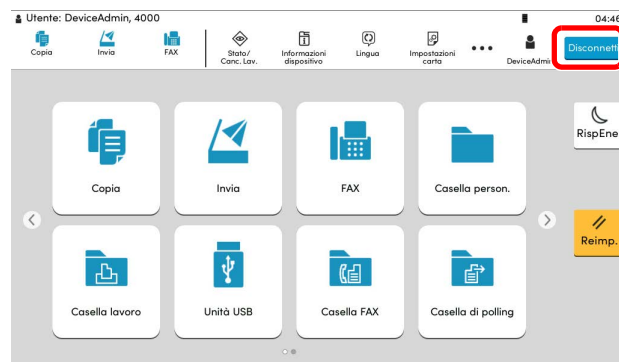 Utente: DeviceAdmin, 4000
04:46
Copia
Invia
FAX
Stato/
Canc. Lav.
Informazioni
dispositivo
Lingua
Impostazioni
carta
DeviceAdmin
Disconnetti
Copia
Invia
FAX
Casella person.
RispEne
Reimp.
Casella lavoro
Unità USB
Casella FAX
Casella di polling